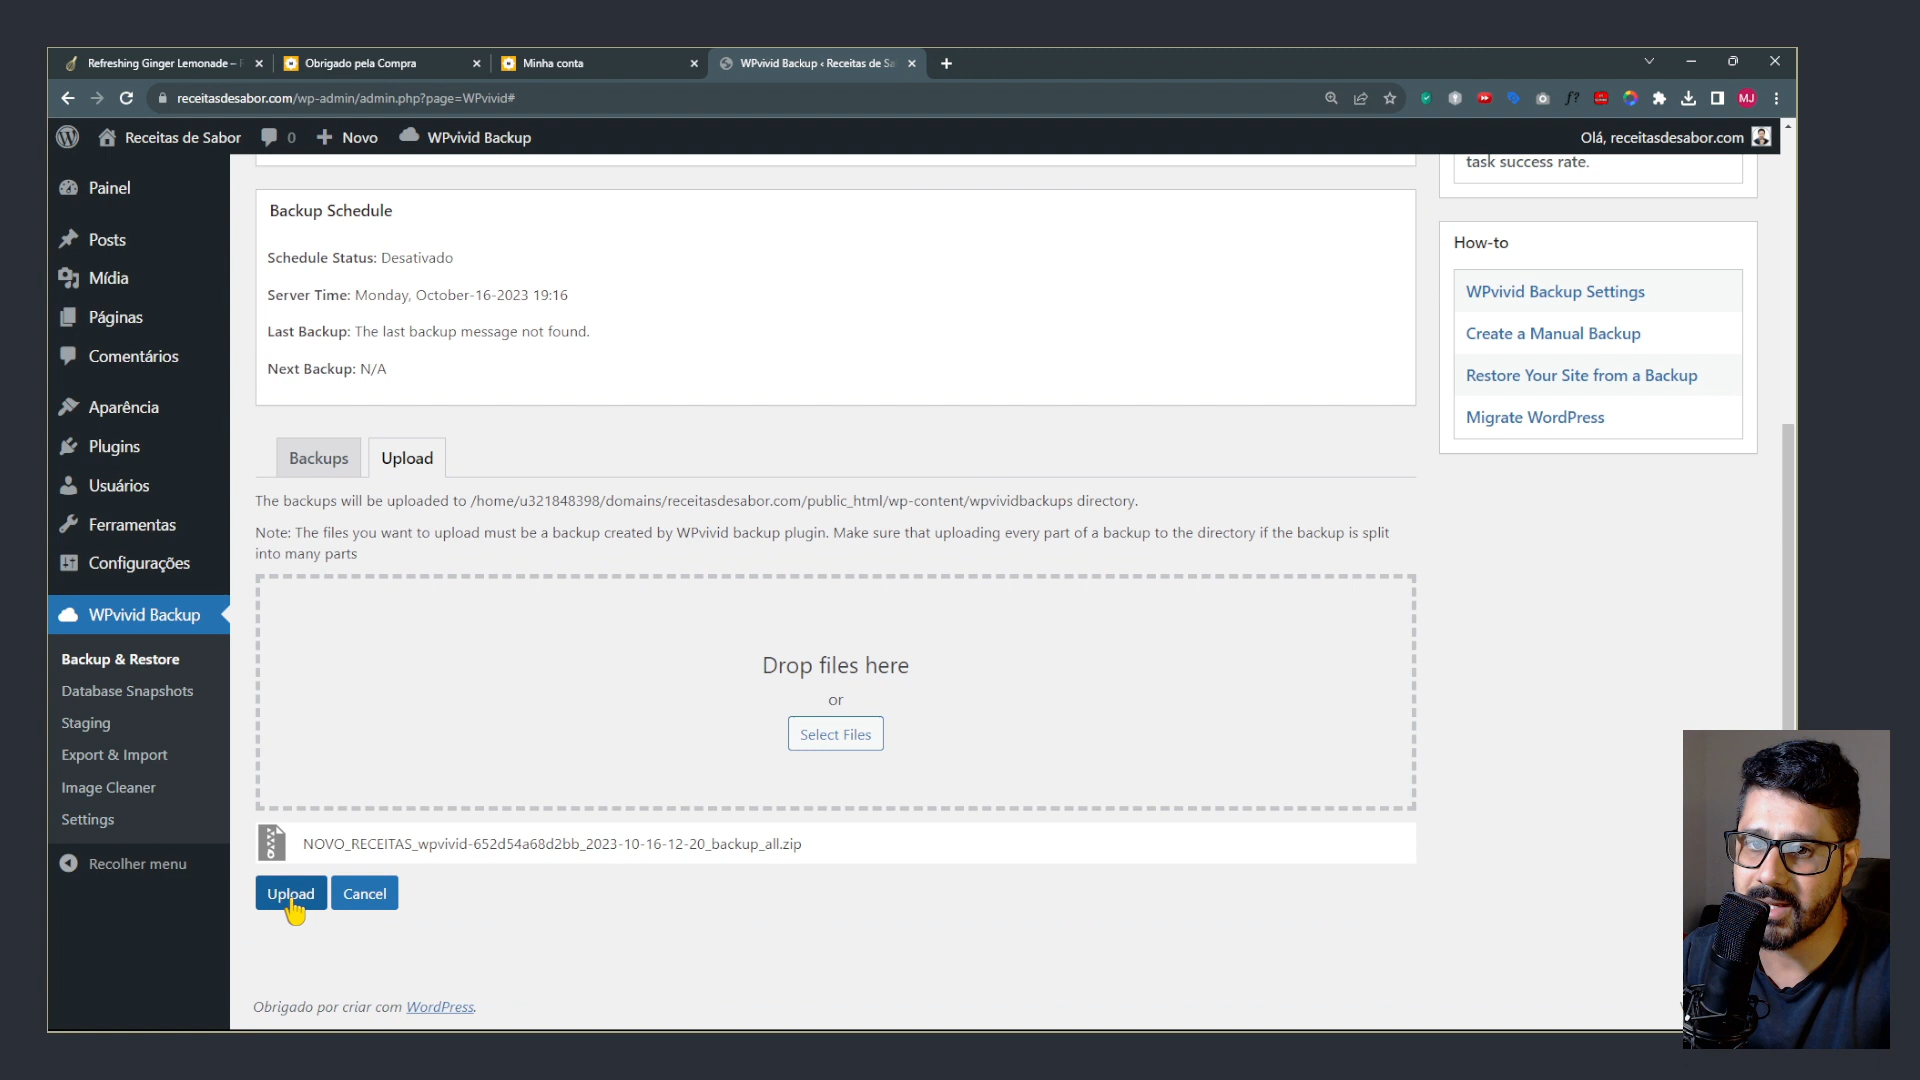 Refreshing Ginger Lemonade –
Obrigado pela Compra
Minha conta
WPvivid Backup ‹ Receitas de Sa
receitasdesabor.com/wp-admin/admin.php?page=WPvivid#
MJ
Receitas de Sabor
0
Novo
WPvivid Backup
Olá, receitasdesabor.com
Painel
Posts
Mídia
Páginas
Comentários
Aparência
Plugins
Usuários
Ferramentas
Configurações
WPvivid Backup
Backup & Restore
Database Snapshots
Staging
Export & Import
Image Cleaner
Settings
Recolher menu
Backup Schedule
Schedule Status: Desativado
Server Time: Monday, October-16-2023 19:16
Last Backup: The last backup message not found.
Next Backup: N/A
Backups
Upload
The backups will be uploaded to /home/u321848398/domains/receitasdesabor.com/public_html/wp-content/wpvividbackups directory.
Note: The files you want to upload must be a backup created by WPvivid backup plugin. Make sure that uploading every part of a backup to the directory if the backup is split
into many parts
Drop files here
or
Select Files
NOVO_RECEITAS_wpvivid-652d54a68d2bb_2023-10-16-12-20_backup_all.zip
Upload
Cancel
Obrigado por criar com WordPress.
task success rate.
How-to
WPvivid Backup Settings
Create a Manual Backup
Restore Your Site from a Backup
Migrate WordPress